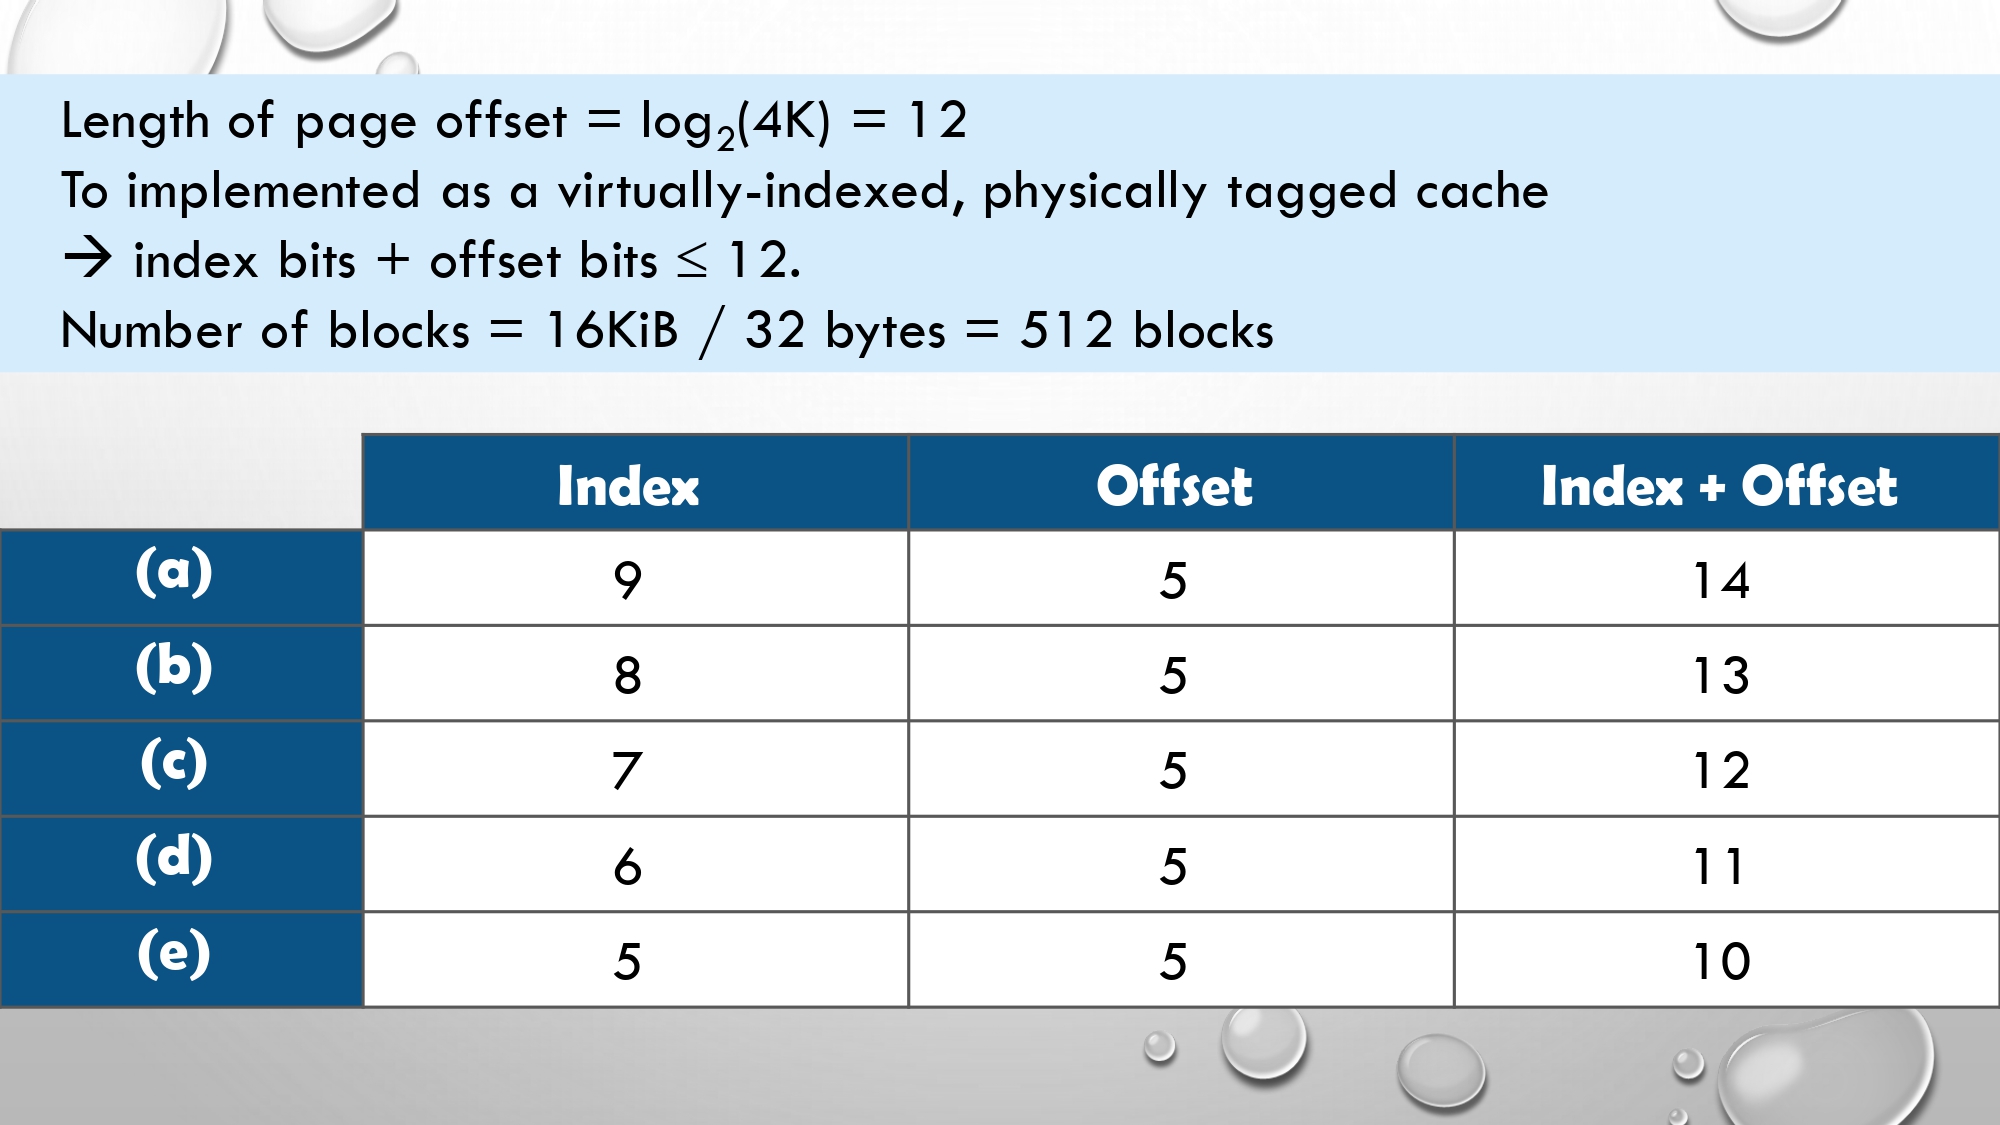 Length of page offset = log₂(4K) = 12
To implemented as a virtually-indexed, physically tagged cache
→ index bits + offset bits ≤ 12.
Number of blocks = 16KiB / 32 bytes = 512 blocks
Index Offset Index + Offset
(a) 9 5 14
(b) 8 5 13
(c) 7 5 12
(d) 6 5 11
(e) 5 5 10